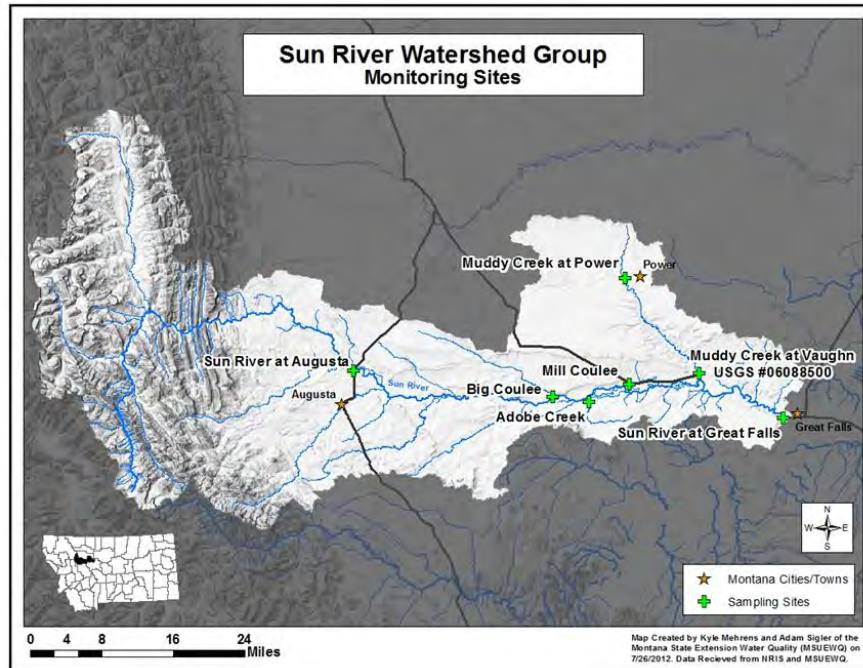 Sun River Watershed Group
Monitoring Sites
Muddy Creek at Power
Power
Sun River at Augusta
Sun River
Augusta
Big Coulee
Adobe Creek
Mill Coulee
Muddy Creek at Vaughn
USGS #06088500
Sun River at Great Falls
Great Falls
N
W E
S
Montana Cities/Towns
Sampling Sites
0 4 8 16 24
Miles
Map Created by Kyle Mehrens and Adam Sigler of the
Montana State Extension Water Quality (MSUEWQ) on
7/26/2012. Data Recieved from NRIS and MSUEWQ.